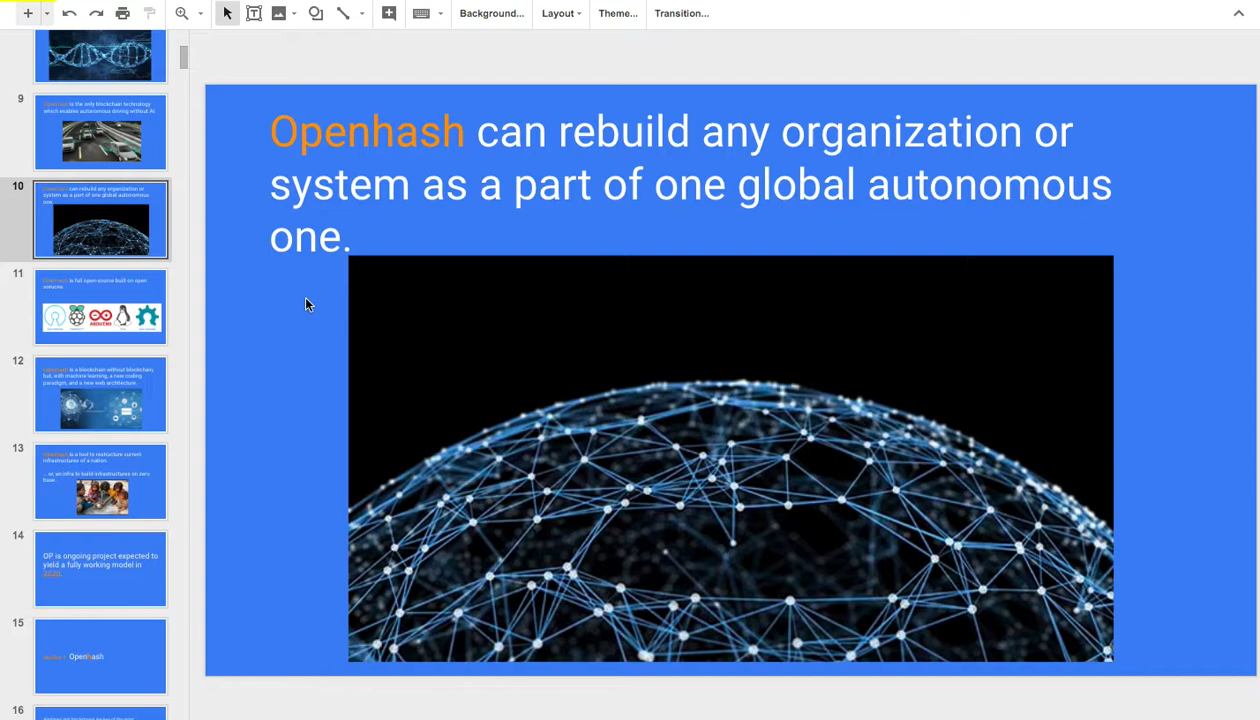 Background...
Layout
Theme...
Transition...
9
Openhash is the only blockchain technology
which enables autonomous driving without AI
10
Openhash can rebuild any organization or
system as a part of one global autonomous
one.
11
Openhash is full open-source built on open
12
Openhash is a blockchain without blockchain,
but, with machine learning, a new coding
paradigm, and a new web architecture.
13
Openhash is a tool to restructure current
infrastructures of a nation.
... or, an infra to build infrastructures on zero
base.
14
OP is ongoing project expected to
yield a fully working model in
2020.
15
Openhash
16
Openhash can rebuild any organization or
system as a part of one global autonomous
one.